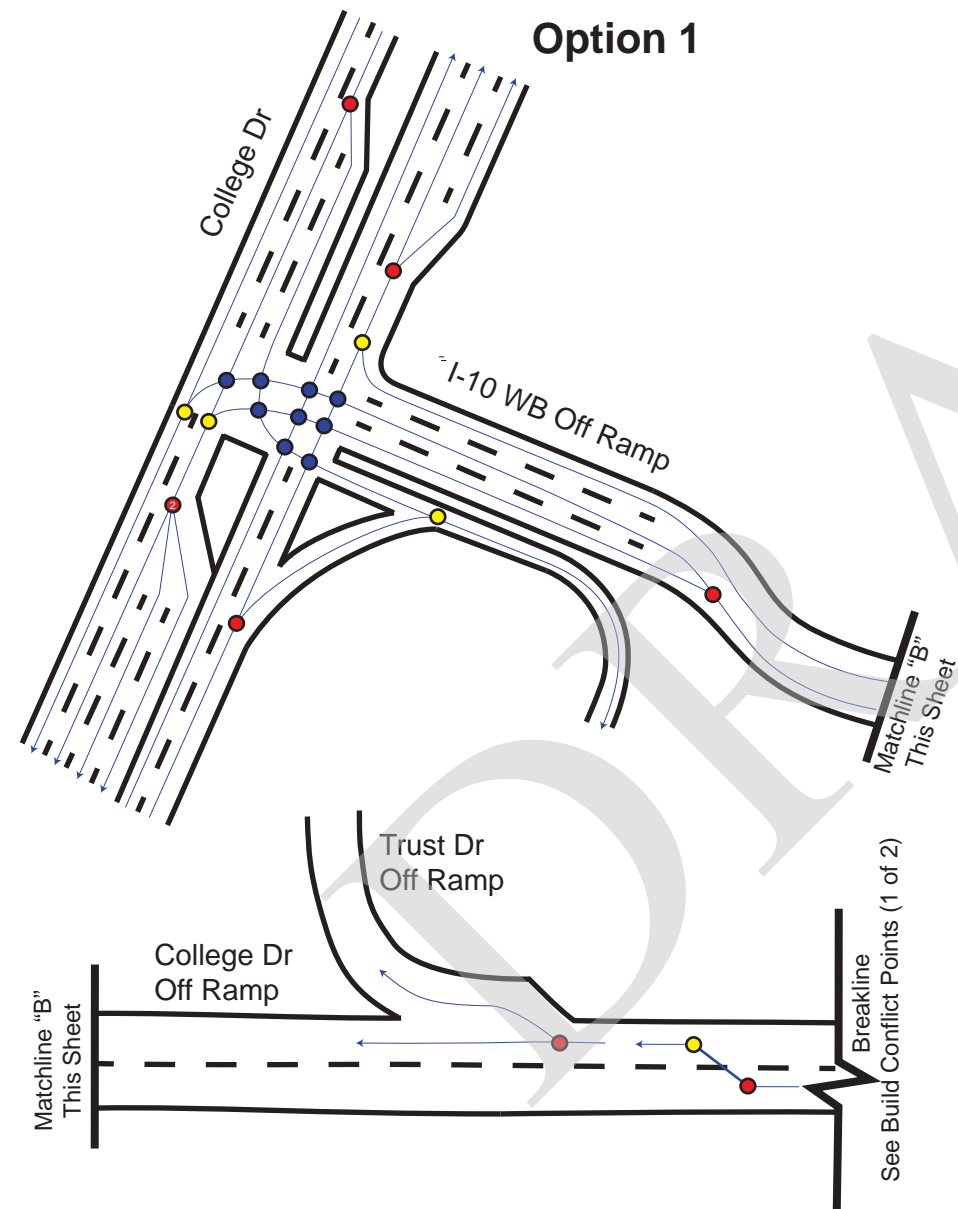 Option 1
College Dr
I-10 WB Off Ramp
2
Matchline "B"
This Sheet
Trust Dr
Off Ramp
College Dr
Off Ramp
Matchline "B"
This Sheet
Breakline
See Build Conflict Points (1 of 2)
DRA